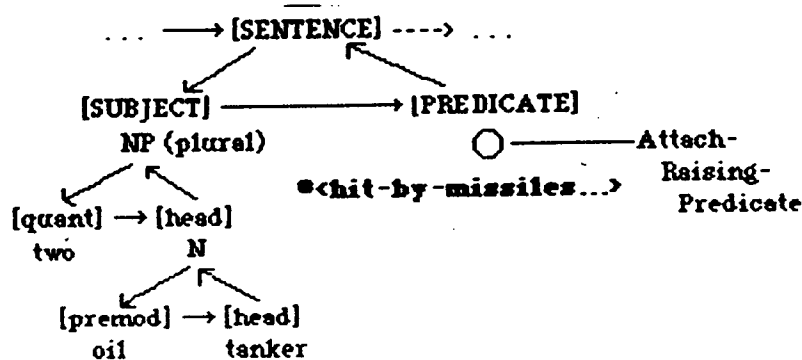 ... [SENTENCE] ...
[SUBJECT] [PREDICATE]
NP (plural) Attach-
Raising-
*<hit-by-missiles...> Predicate
[quant] [head]
two N
[premod] [head]
oil tanker